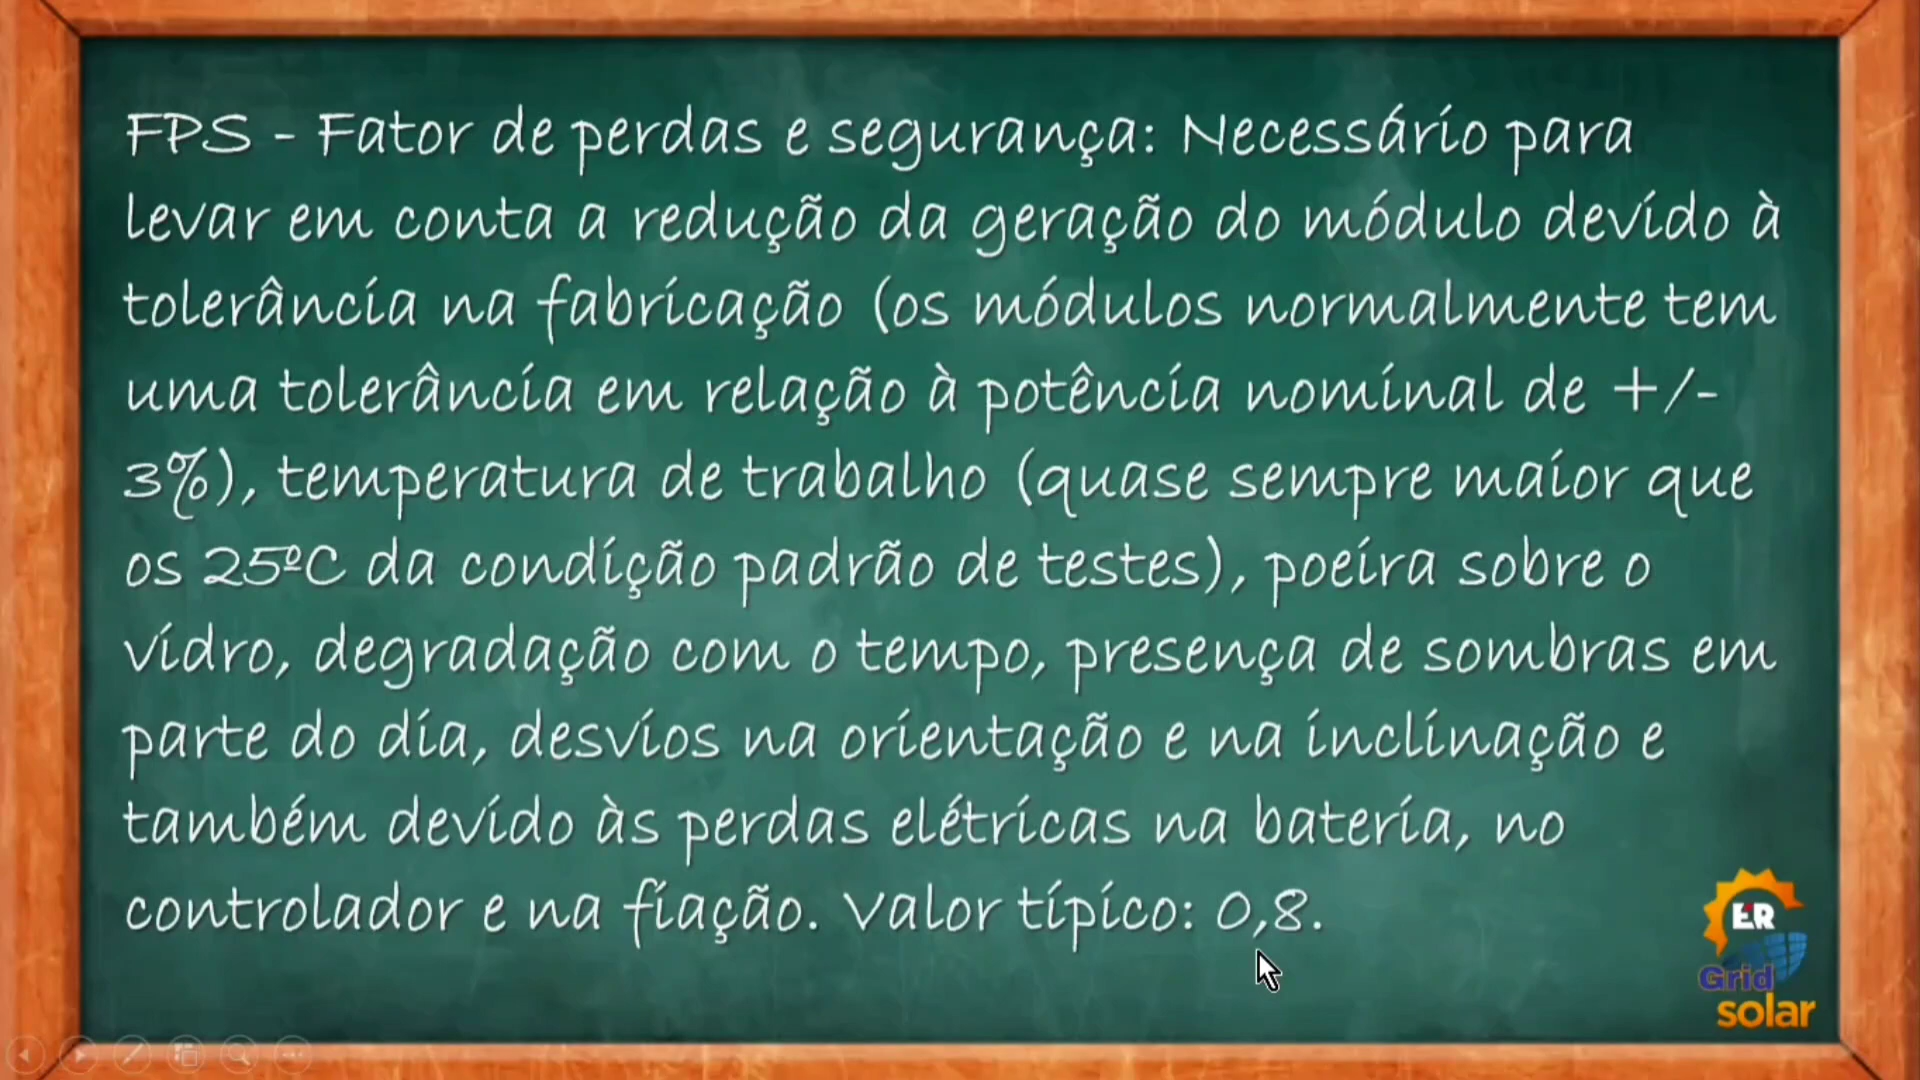 FPS - Fator de perdas e segurança: Necessário para
levar em conta a redução da geração do módulo devido à
tolerância na fabricação (os módulos normalmente tem
uma tolerância em relação à potência nominal de +/-
3%), temperatura de trabalho (quase sempre maior que
os 25ºC da condição padrão de testes), poeira sobre o
vidro, degradação com o tempo, presença de sombras em
parte do dia, desvios na orientação e na inclinação e
também devido às perdas elétricas na bateria, no
controlador e na fiação. Valor típico: 0,8.
ER
Grid
solar